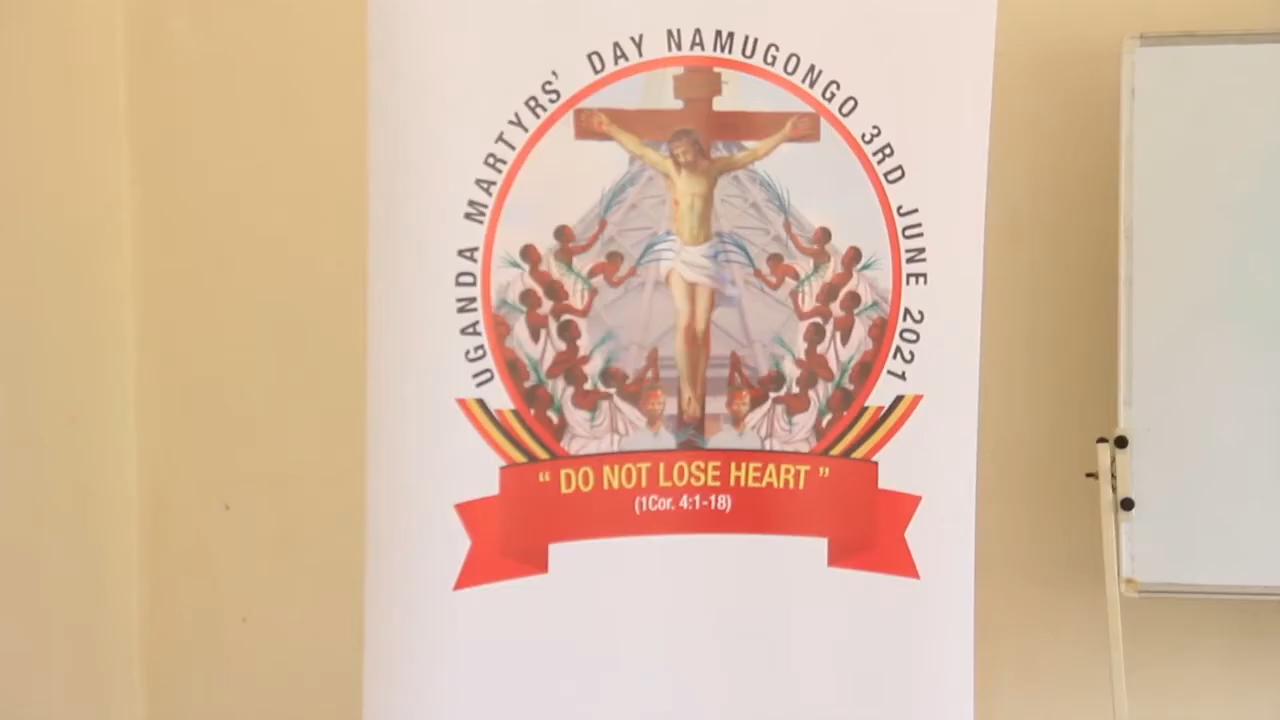 UGANDA MARTYRS' DAY NAMUGONGO 3RD JUNE 2021
“ DO NOT LOSE HEART ”
(1Cor. 4:1-18)